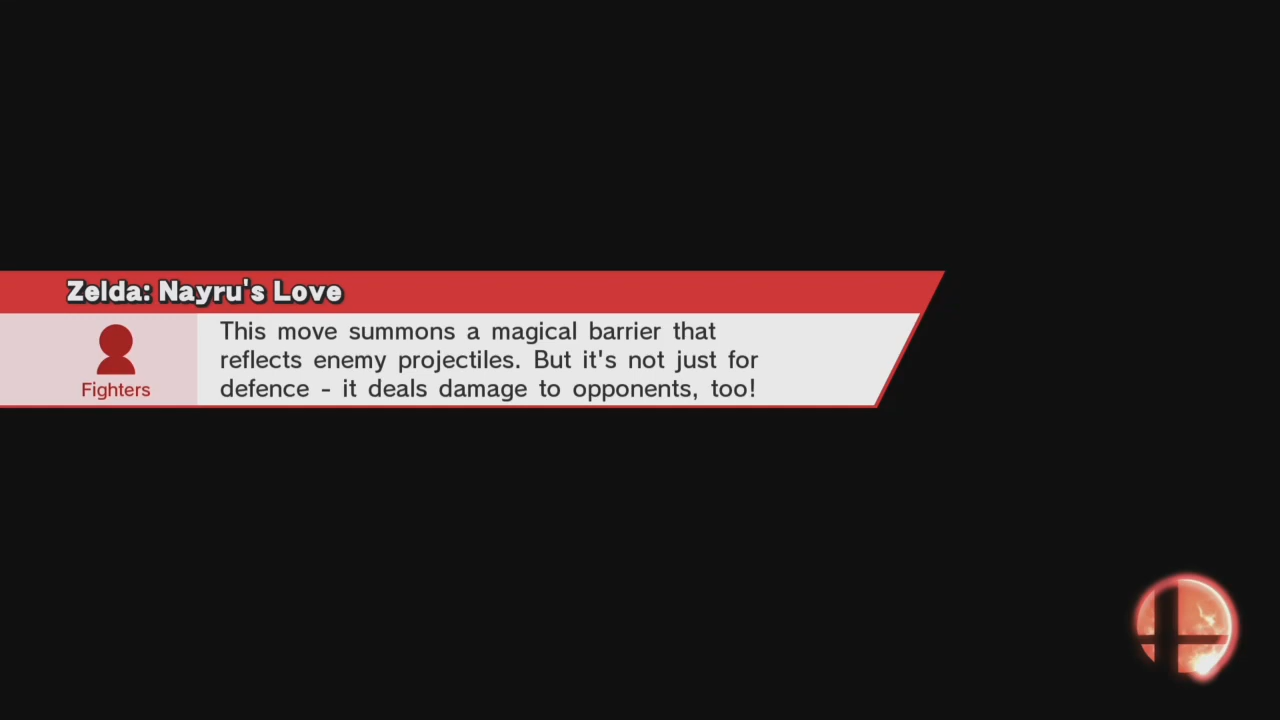 Zelda: Nayru's Love
Fighters
This move summons a magical barrier that
reflects enemy projectiles. But it's not just for
defence - it deals damage to opponents, too!